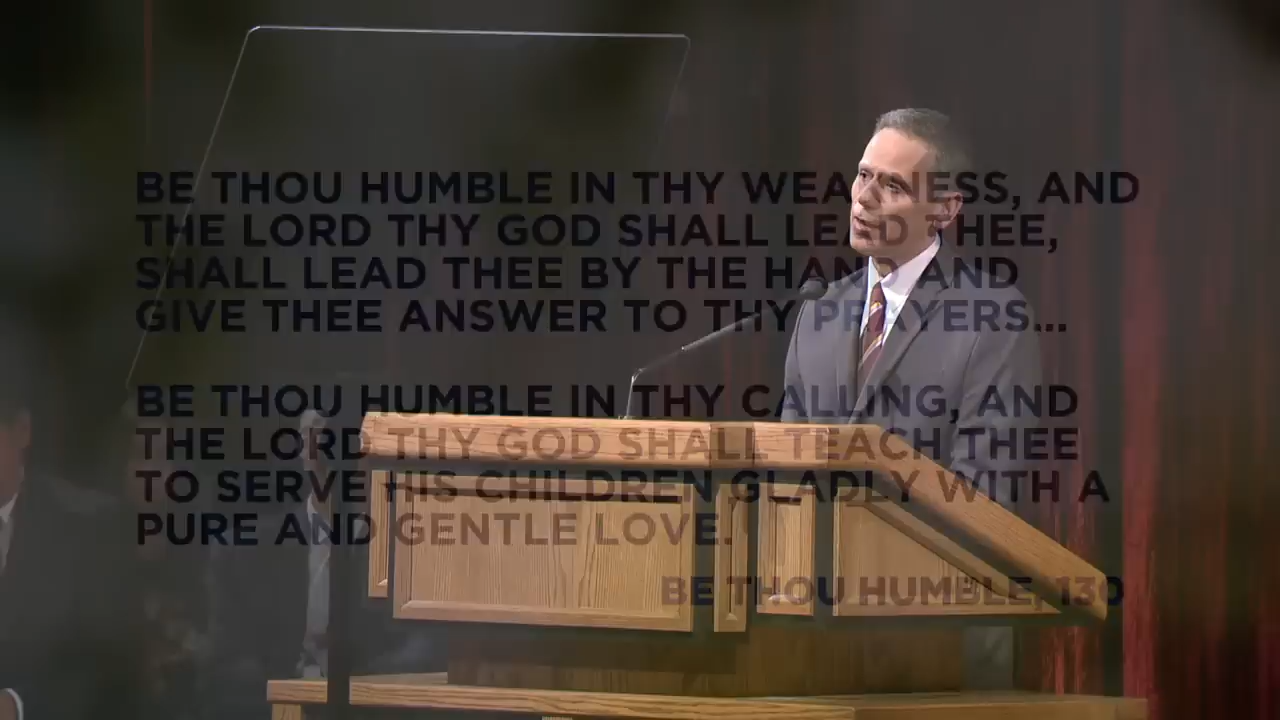 BE THOU HUMBLE IN THY WEAKNESS, AND
THE LORD THY GOD SHALL LEAD THEE,
SHALL LEAD THEE BY THE HAND AND
GIVE THEE ANSWER TO THY PRAYERS...
BE THOU HUMBLE IN THY CALLING, AND
THE LORD THY GOD SHALL TEACH THEE
TO SERVE HIS CHILDREN GLADLY WITH A
PURE AND GENTLE LOVE.
BE THOU HUMBLE, 130